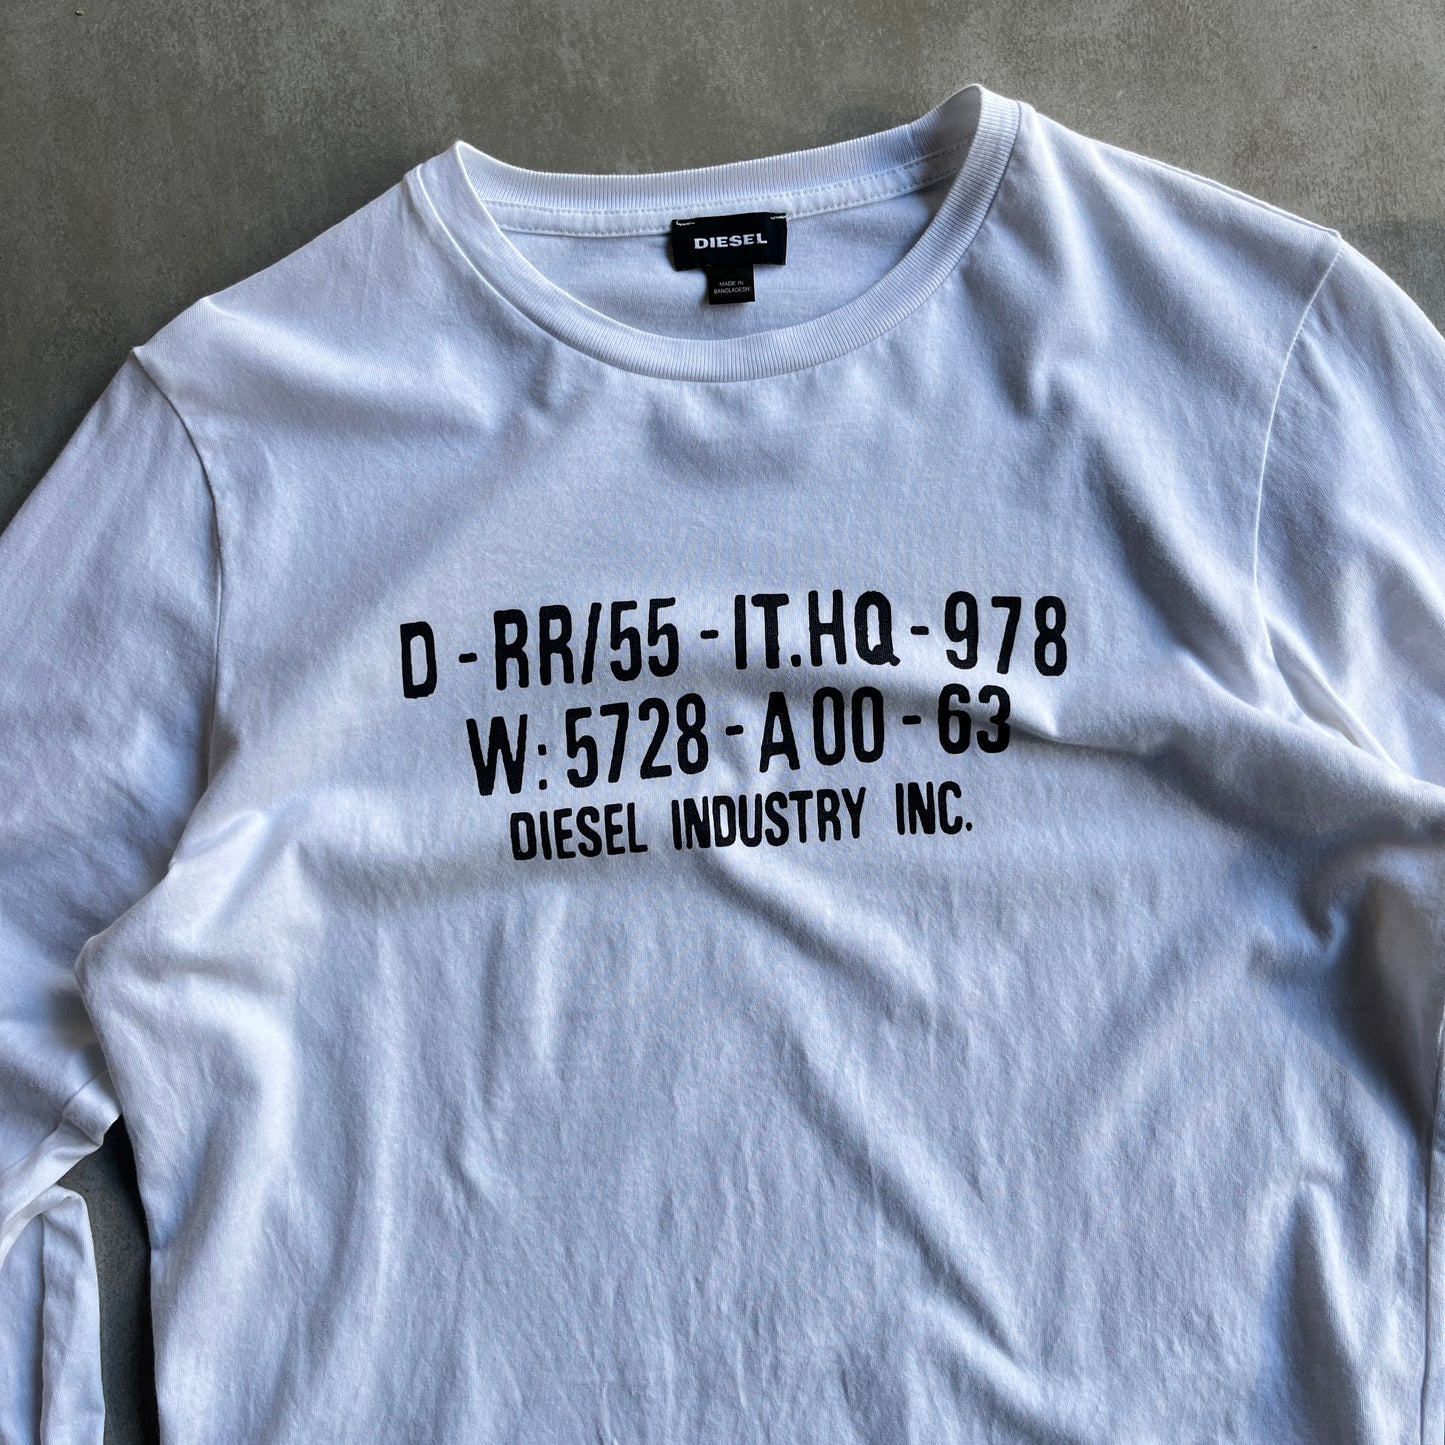 DIESEL
MADE IN
BANGLADESH
D-RR/55-IT.HQ-978
W:5728-A00-63
DIESEL INDUSTRY INC.